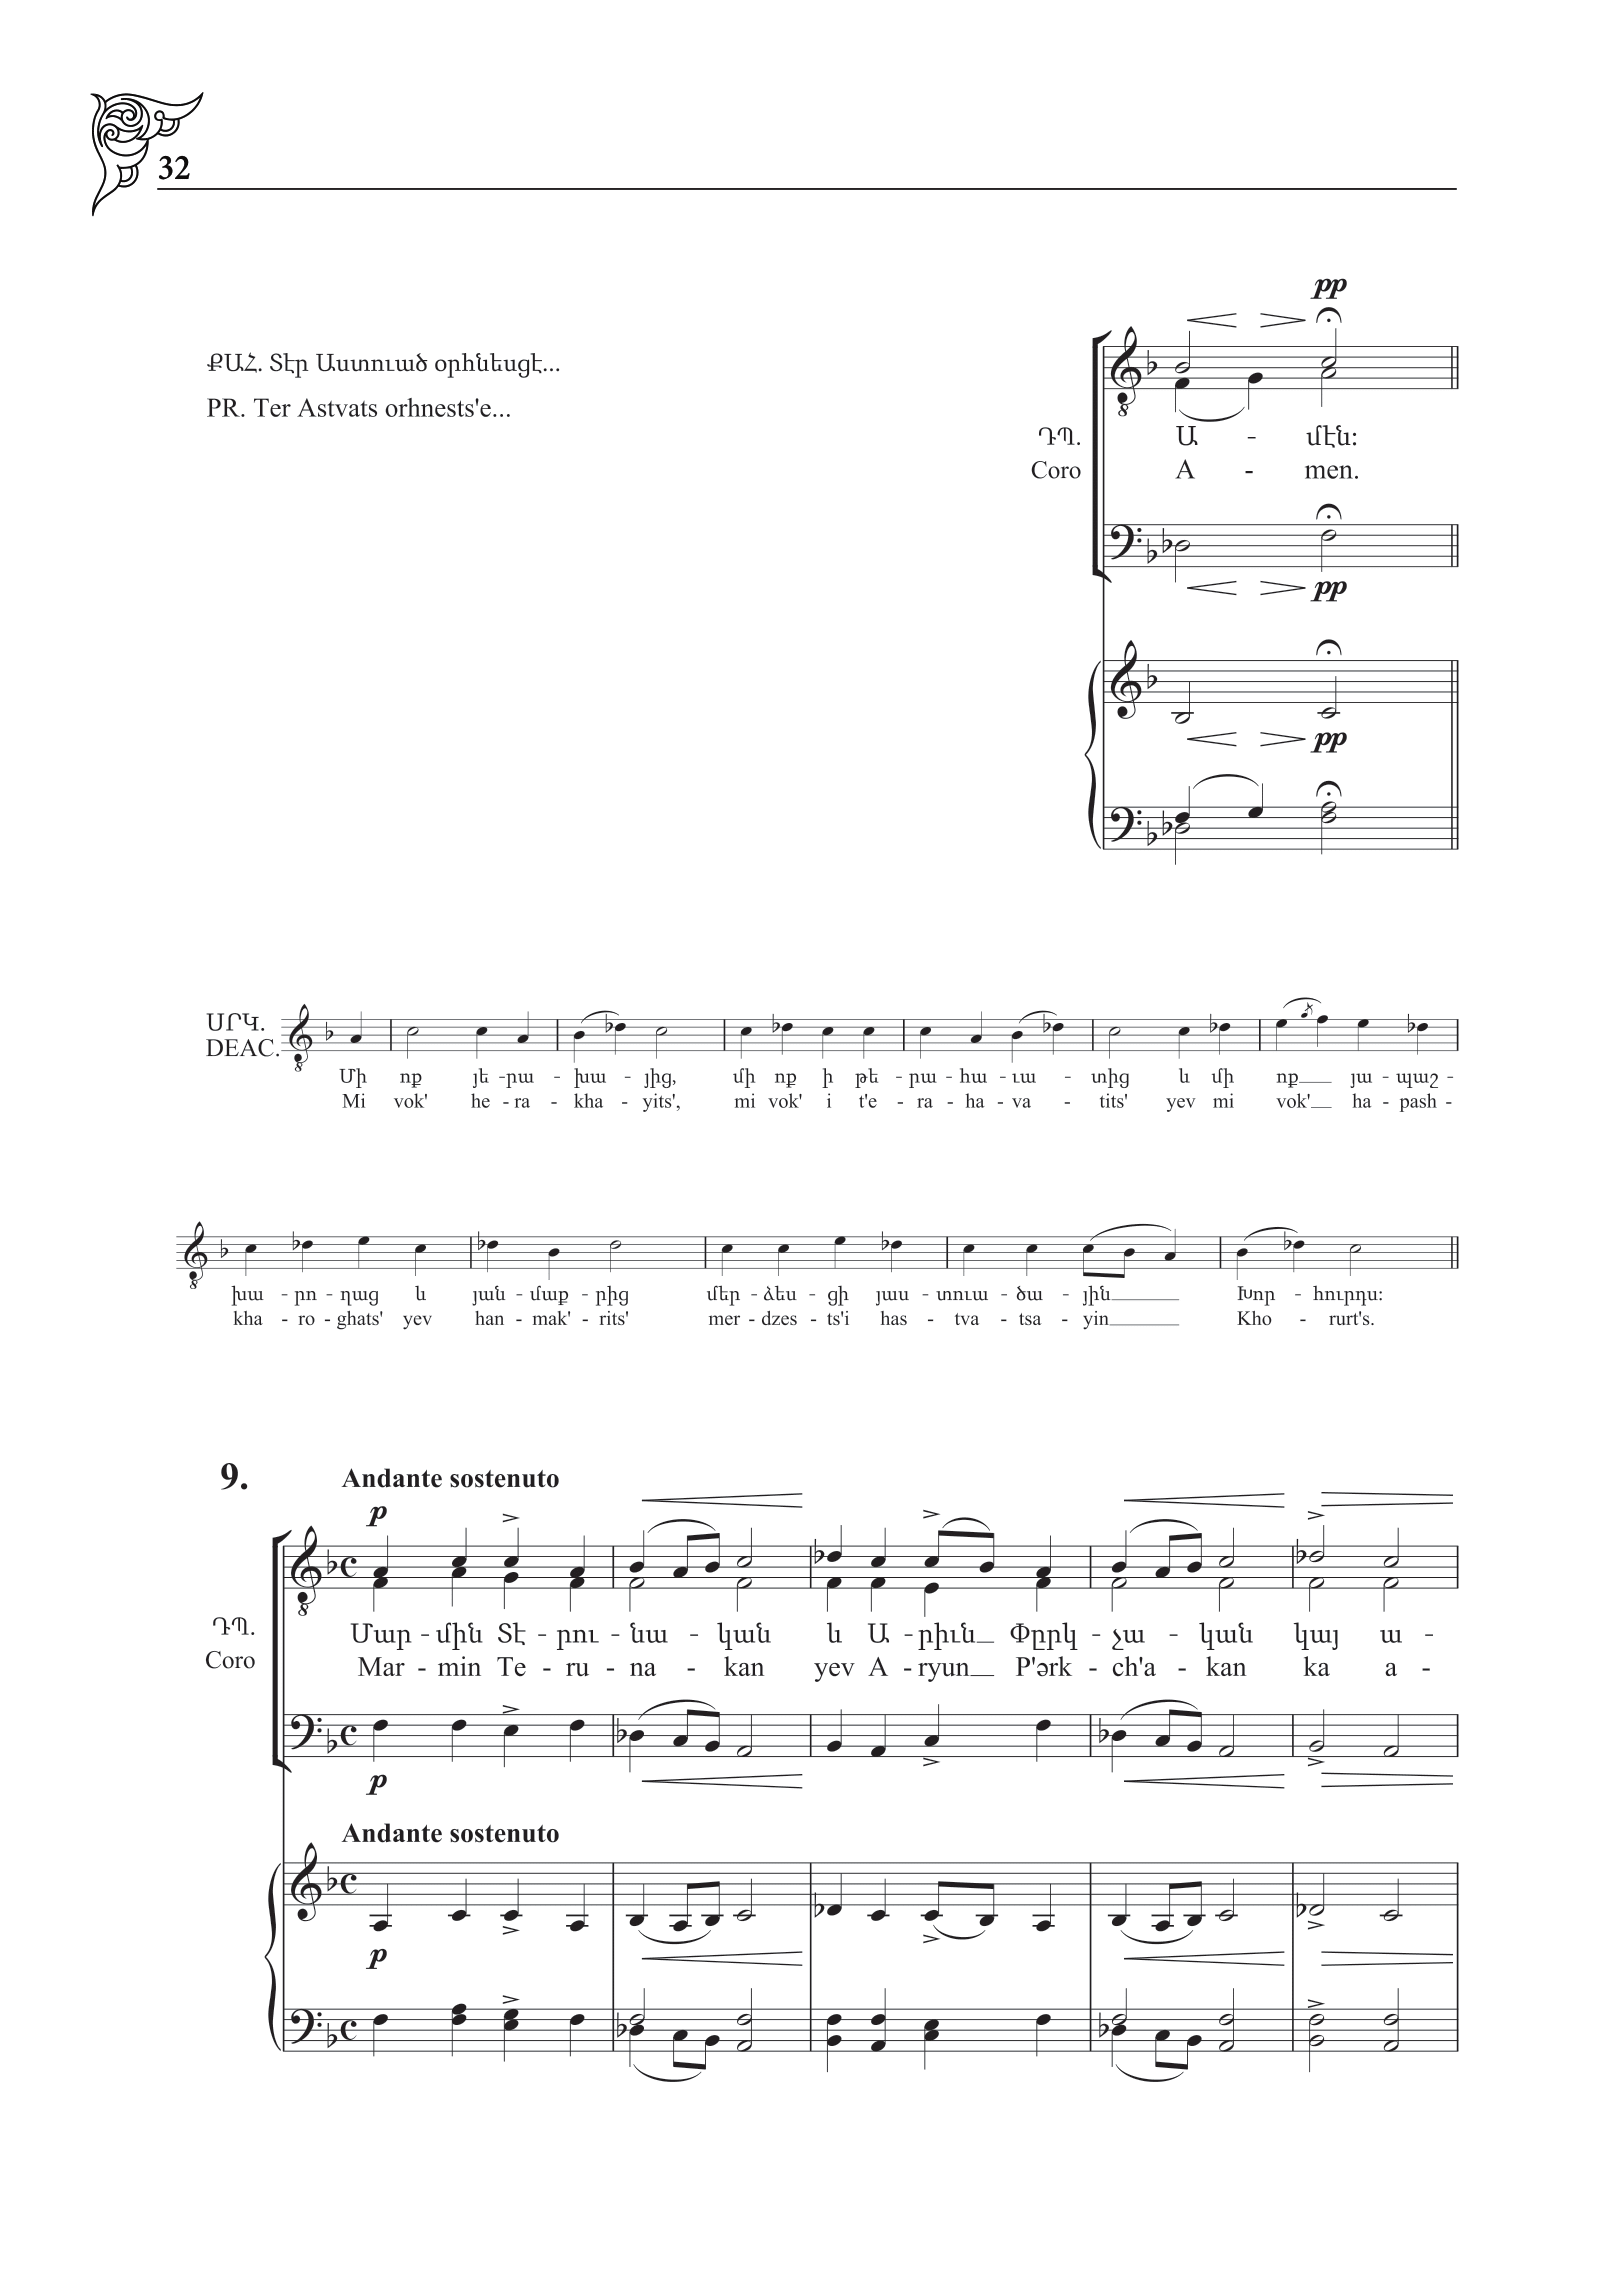 32
pp
ՔԱՀ. Տէր Աստուած օրհնեսցէ...
PR. Ter Astvats orhnests'e...
ԴՊ. Ա - մէն:
Coro A - men.
pp
pp
ՍՐԿ.
DEAC.
Մի ոք յե - րա - խա - յից, մի ոք ի թե - րա - հա - ւա - տից և մի ոք յա - պաշ -
Mi vok' he - ra - kha - yits', mi vok' i t'e - ra - ha - va - tits' yev mi vok' ha - pash -
խա - րո - ղաց և յան - մաք - րից մեր - ձես - ցի յաս - տուա - ծա - յին Խոր - հուրդս:
kha - ro - ghats' yev han - mak' - rits' mer - dzes - ts'i has - tva - tsa - yin Kho - rurt's.
9. Andante sostenuto
p
ԴՊ. Մար - մին Տէ - րու - նա - կան և Ա - րիւն Փըրկ - չա - կան կայ ա -
Coro Mar - min Te - ru - na - kan yev A - ryun P'ərk - ch'a - kan ka a -
p
Andante sostenuto
p